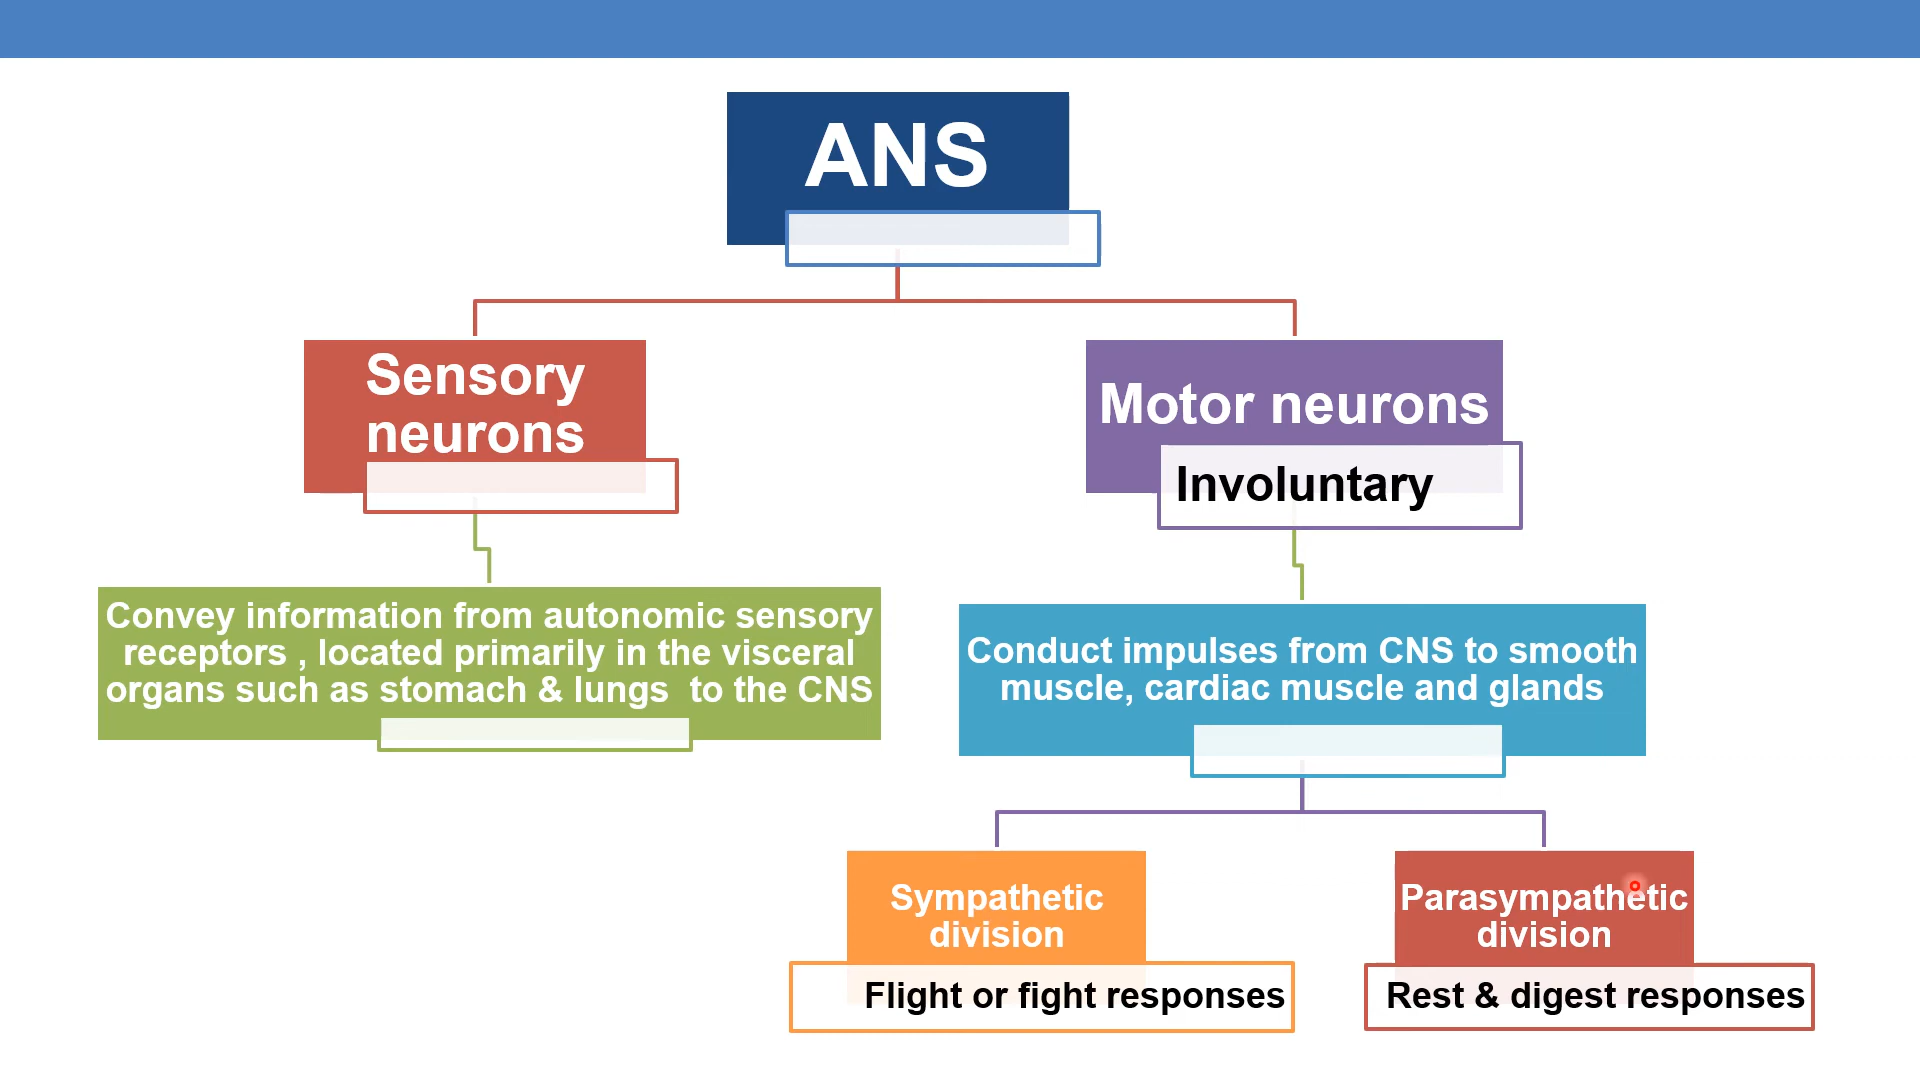 ANS
Sensory
neurons
Motor neurons
Involuntary
Convey information from autonomic sensory
receptors , located primarily in the visceral
organs such as stomach & lungs  to the CNS
Conduct impulses from CNS to smooth
muscle, cardiac muscle and glands
Sympathetic
division
Flight or fight responses
Parasympathetic
division
Rest & digest responses